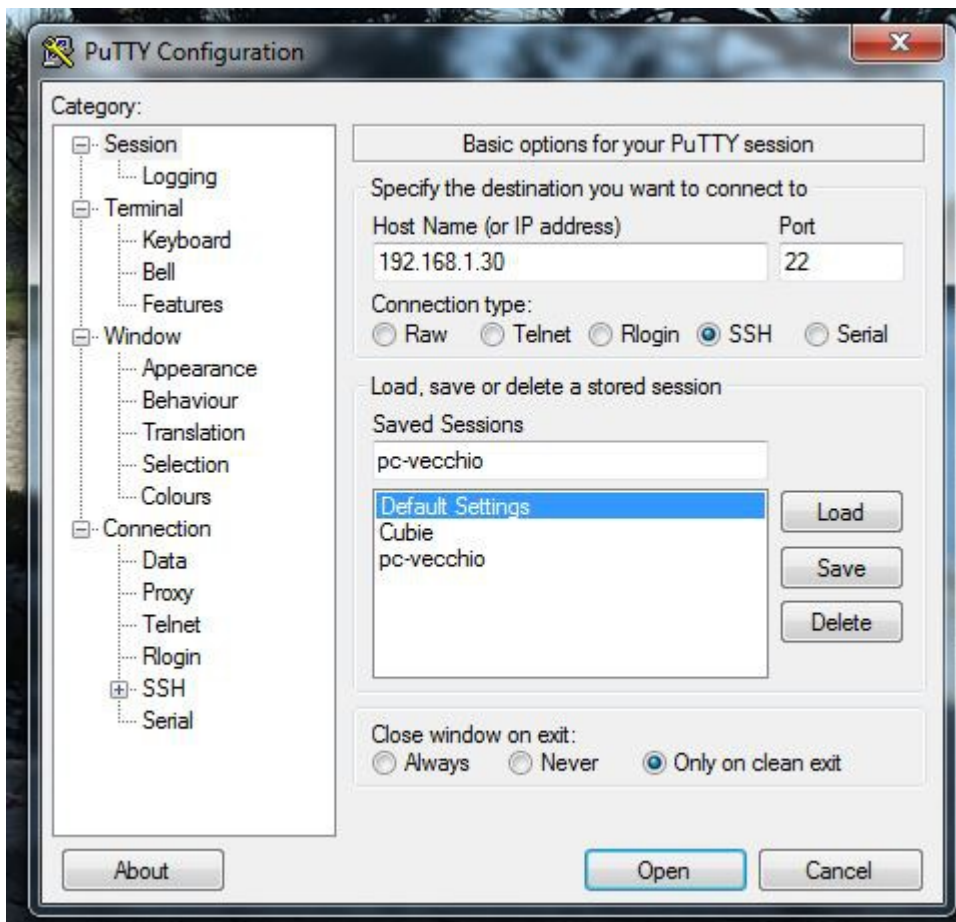 PuTTY Configuration
Category:
Session
Logging
Terminal
Keyboard
Bell
Features
Window
Appearance
Behaviour
Translation
Selection
Colours
Connection
Data
Proxy
Telnet
Rlogin
SSH
Serial
Basic options for your PuTTY session
Specify the destination you want to connect to
Host Name (or IP address) Port
192.168.1.30 22
Connection type:
Raw Telnet Rlogin SSH Serial
Load, save or delete a stored session
Saved Sessions
pc-vecchio
Default Settings
Cubie
pc-vecchio
Load
Save
Delete
Close window on exit:
Always Never Only on clean exit
About Open Cancel